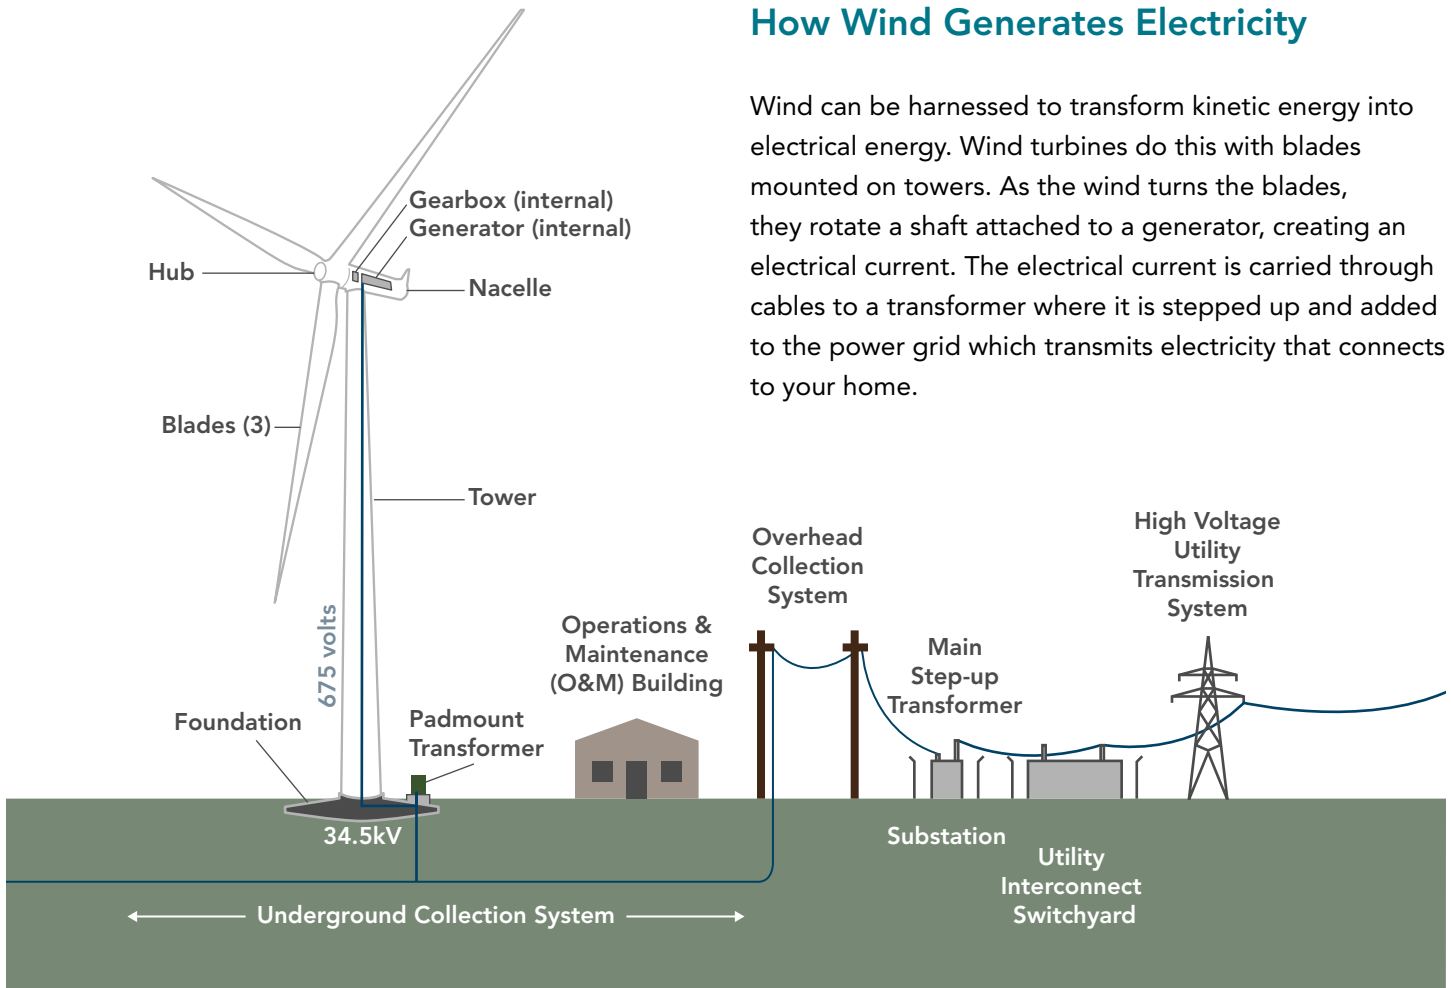 How Wind Generates Electricity
Wind can be harnessed to transform kinetic energy into
electrical energy. Wind turbines do this with blades
mounted on towers. As the wind turns the blades,
they rotate a shaft attached to a generator, creating an
electrical current. The electrical current is carried through
cables to a transformer where it is stepped up and added
to the power grid which transmits electricity that connects
to your home.
Gearbox (internal)
Generator (internal)
Hub
Nacelle
Blades (3)
Tower
675 volts
Foundation
Padmount
Transformer
34.5kV
Operations &
Maintenance
(O&M) Building
Overhead
Collection
System
Main
Step-up
Transformer
High Voltage
Utility
Transmission
System
Substation
Utility
Interconnect
Switchyard
Underground Collection System